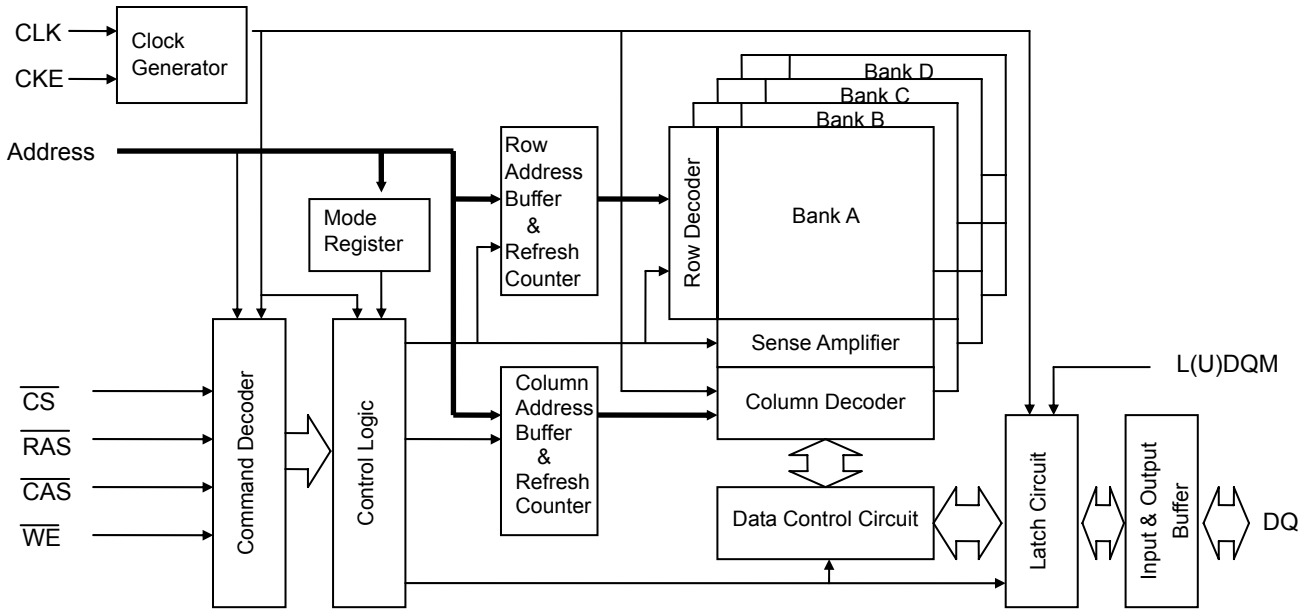 CLK
CKE
Clock
Generator
Address
Mode
Register
Row
Address
Buffer
&
Refresh
Counter
Bank D
Bank C
Bank B
Bank A
Row Decoder
Sense Amplifier
Column Decoder
L(U)DQM
CS
RAS
CAS
WE
Command Decoder
Control Logic
Column
Address
Buffer
&
Refresh
Counter
Data Control Circuit
Latch Circuit
Input & Output
Buffer
DQ